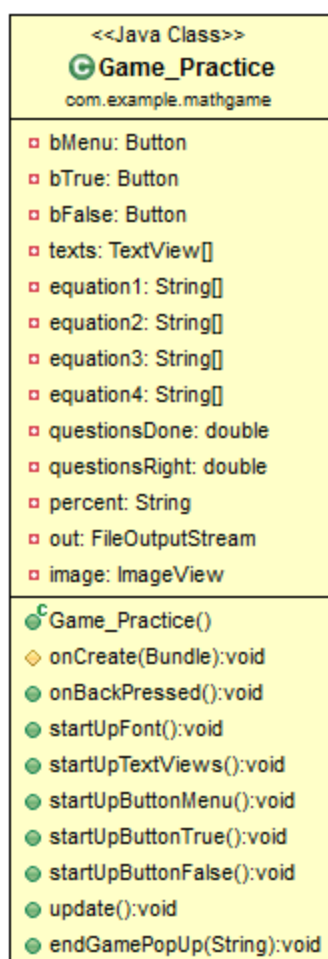 <<Java Class>>
Game_Practice
com.example.mathgame
bMenu: Button
bTrue: Button
bFalse: Button
texts: TextView[]
equation1: String[]
equation2: String[]
equation3: String[]
equation4: String[]
questionsDone: double
questionsRight: double
percent: String
out: FileOutputStream
image: ImageView
Game_Practice()
onCreate(Bundle):void
onBackPressed():void
startUpFont():void
startUpTextViews():void
startUpButtonMenu():void
startUpButtonTrue():void
startUpButtonFalse():void
update():void
endGamePopUp(String):void